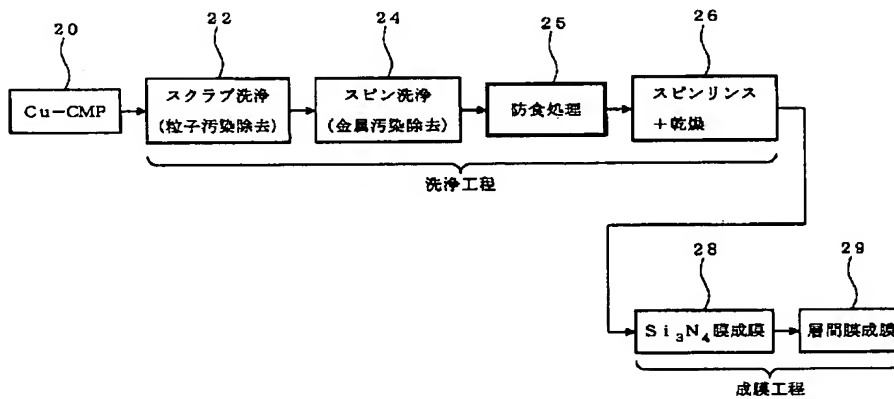 20
22
24
25
26
Cu-CMP
スクラブ洗浄
(粒子汚染除去)
スピン洗浄
(金属汚染除去)
防食処理
スピンリンス
+乾燥
洗浄工程
28
29
Si₃N₄膜成膜
層間膜成膜
成膜工程